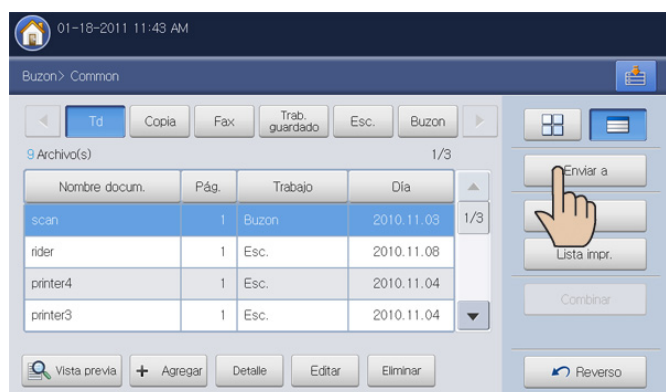 01-18-2011 11:43 AM
Buzon> Common
Td Copia Fax Trab. guardado Esc. Buzon
9 Archivo(s) 1/3
Nombre docum. Pág. Trabajo Día
scan 1 Buzon 2010.11.03 1/3
rider 1 Esc. 2010.11.08
printer4 1 Esc. 2010.11.04
printer3 1 Esc. 2010.11.04
Enviar a
Lista impr.
Combinar
Vista previa + Agregar Detalle Editar Eliminar Reverso